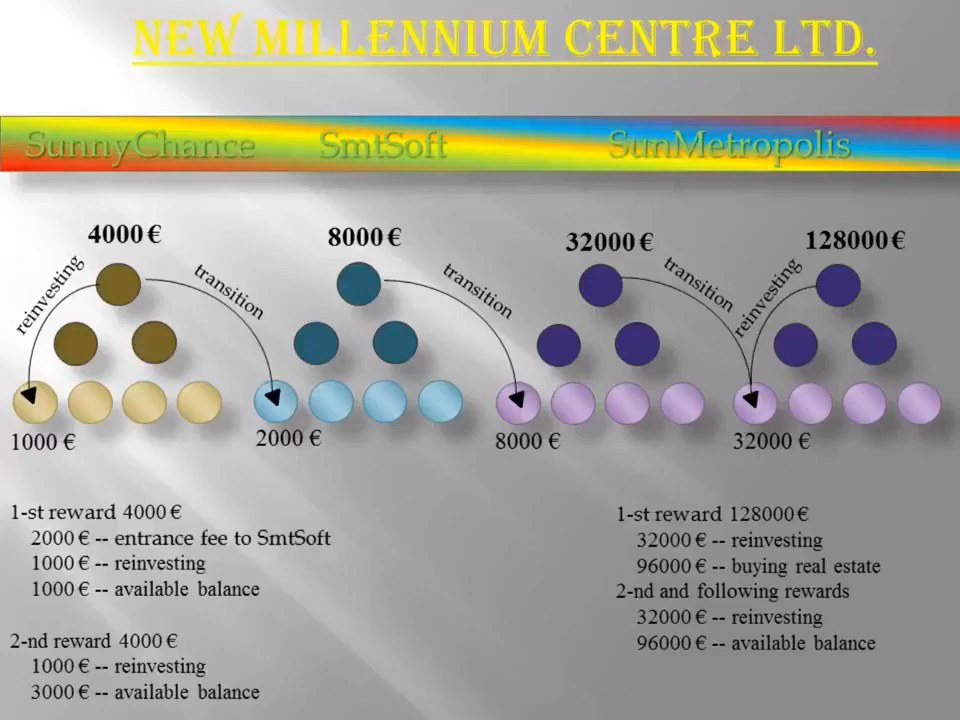 NEW MILLENNIUM CENTRE LTD.
SunnyChance SmtSoft SunMetropolis
4000 € 8000 € 32000 € 128000 €
reinvesting transition transition transition reinvesting
1000 € 2000 € 8000 € 32000 €
1-st reward 4000 €
2000 € -- entrance fee to SmtSoft
1000 € -- reinvesting
1000 € -- available balance
2-nd reward 4000 €
1000 € -- reinvesting
3000 € -- available balance
1-st reward 128000 €
32000 € -- reinvesting
96000 € -- buying real estate
2-nd and following rewards
32000 € -- reinvesting
96000 € -- available balance